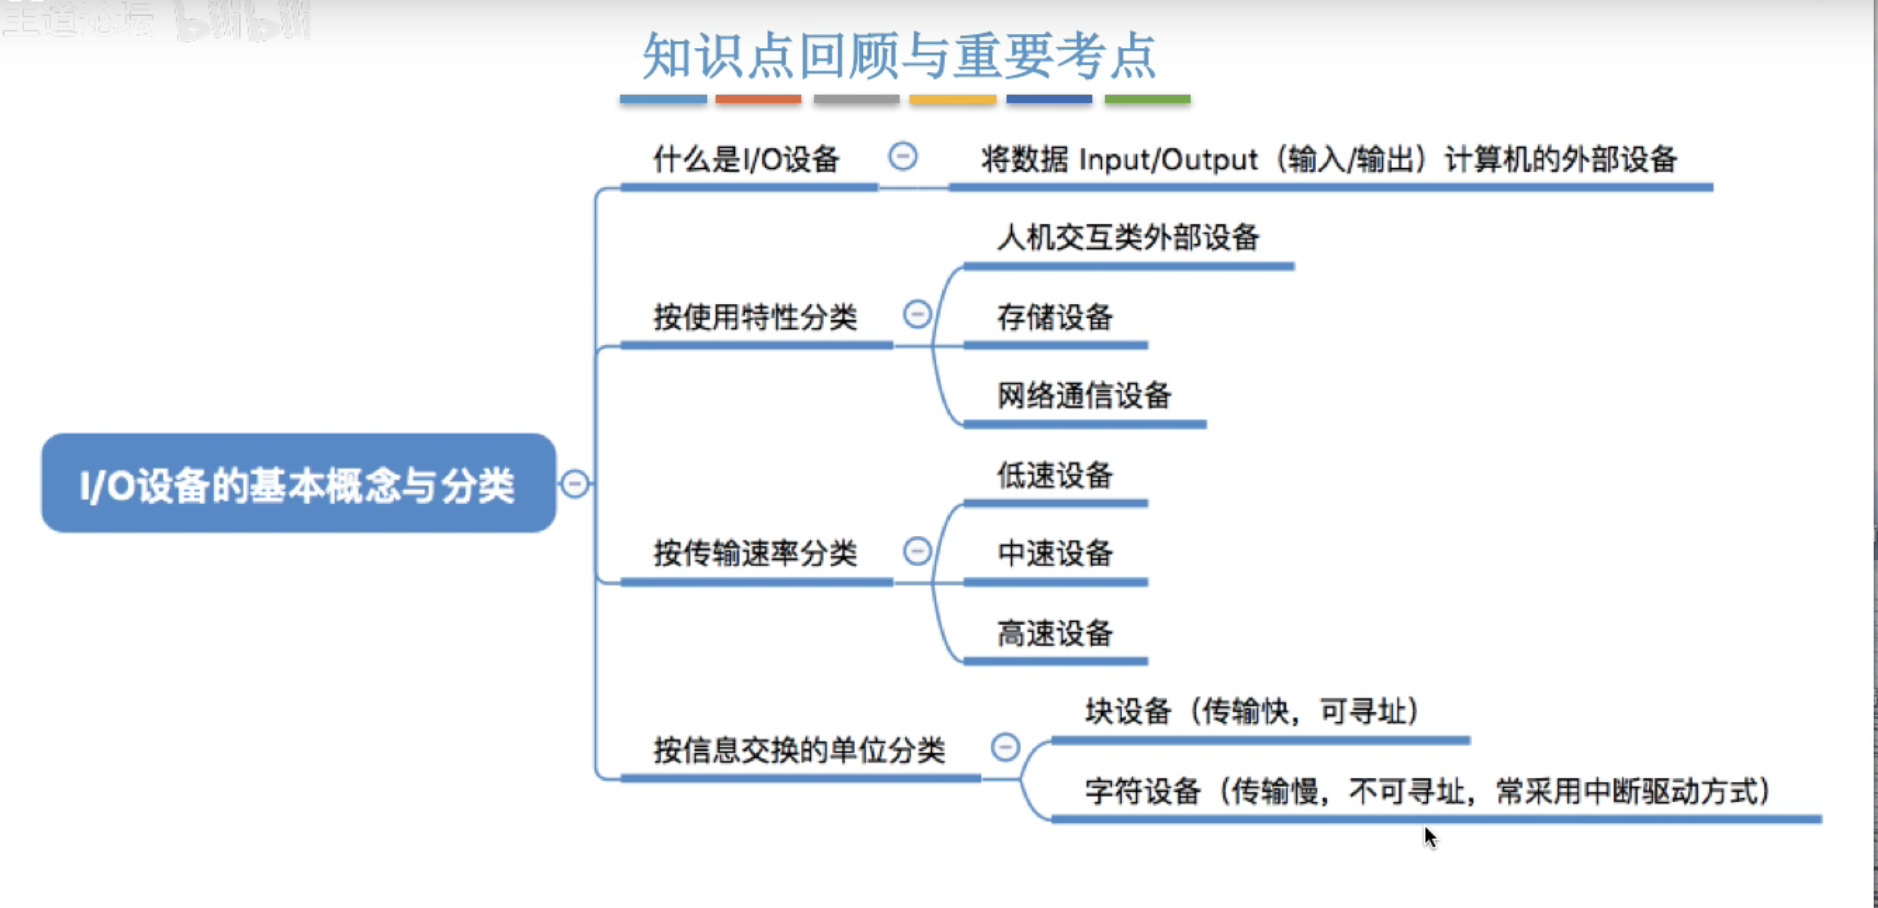 王道论坛 bilibili
知识点回顾与重要考点
什么是I/O设备
将数据 Input/Output（输入/输出）计算机的外部设备
人机交互类外部设备
按使用特性分类
存储设备
网络通信设备
I/O设备的基本概念与分类
低速设备
按传输速率分类
中速设备
高速设备
块设备（传输快，可寻址）
按信息交换的单位分类
字符设备（传输慢，不可寻址，常采用中断驱动方式）